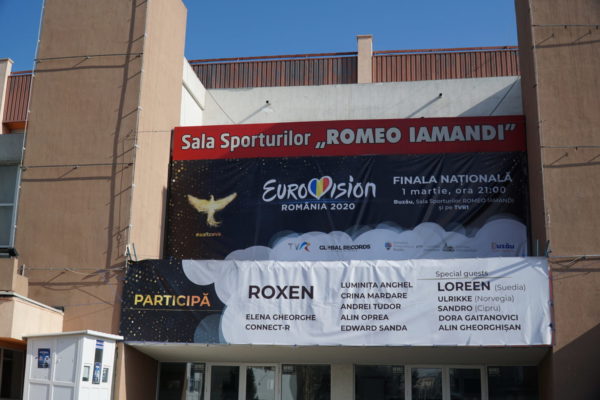 Sala Sporturilor „ROMEO IAMANDI”
EUROVISION
ROMÂNIA 2020
FINALA NAȚIONALĂ
1 martie, ora 21:00
Buzău, Sala Sporturilor ROMEO IAMANDI
și pe TVR1
TVR
GLOBAL RECORDS
Buzău
PARTICIPĂ
ROXEN
ELENA GHEORGHE
CONNECT-R
LUMINIȚA ANGHEL
CRINA MARDARE
ANDREI TUDOR
ALIN OPREA
EDWARD SANDA
Special guests
LOREEN (Suedia)
ULRIKKE (Norvegia)
SANDRO (Cipru)
DORA GAITANOVICI
ALIN GHEORGHIȘAN